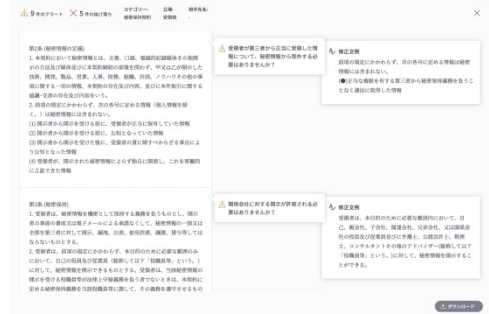 9 件のアラート
5 件の抜け落ち
カテゴリー:
秘密保持契約
立場:
受領者
相手先名:
-
第2条 (秘密情報の定義)
1. 本契約において秘密情報とは、文書、口頭、電磁的記録媒体その他開
示の方法及び媒体並びに本契約締結の前後を問わず、甲又は乙が開示した
技術、開発、製品、営業、人事、財務、組織、計画、ノウハウその他の事
項に関する一切の情報、本契約の存在及び内容、並びに本件取引に関する
協議・交渉の存在及び内容をいう。
2. 前項の規定にかかわらず、次の各号に定める情報 (個人情報を除
く。) は秘密情報には含まれない。
(1) 開示者から開示を受ける前に、受領者が正当に保有していた情報
(2) 開示者から開示を受ける前に、公知となっていた情報
(3) 開示者から開示を受けた後に、受領者の責に帰すべからざる事由によ
り公知となった情報
(4) 受領者が、開示された秘密情報によらず独自に開発し、これを客観的
に立証できた情報
受領者が第三者から正当に受領した情
報について、秘密情報から除外する必
要はありませんか?
修正文例
前項の規定にかかわらず、次の各号に定める情報は秘密
情報には含まれない。
(●)正当な権限を有する第三者から秘密保持義務を負うこ
となく適法に取得した情報
第3条 (秘密保持)
1. 受領者は、秘密情報を機密として保持する義務を負うものとし、開示
者の事前の書面又は電子メールによる承諾なくして、秘密情報の一部又は
全部を第三者に対して開示、漏洩、公表、使用許諾、譲渡、貸与等しては
ならないものとする。
2. 受領者は、前項の規定にかかわらず、本目的のために必要な範囲のみ
において、自己の役員及び従業員 (総称して以下「役職員等」という。)
に対して、秘密情報を開示できるものとする。受領者は、当該秘密情報の
開示を受ける役職員等が法律上守秘義務を負う者でないときは、本契約に
定める秘密保持義務を当該役職員等に課して、その義務を遵守させるもの
関係会社に対する開示が許容される必
要はありませんか?
修正文例
受領者は、本目的のために必要な範囲内において、自
己、親会社、子会社、関連会社、兄弟会社、又は関係会
社の役員及び従業員並びに弁護士、公認会計士、税理
士、コンサルタントその他のアドバイザー(総称して以下
「役職員等」という。)に対して、秘密情報を開示するこ
とができる。
ダウンロード